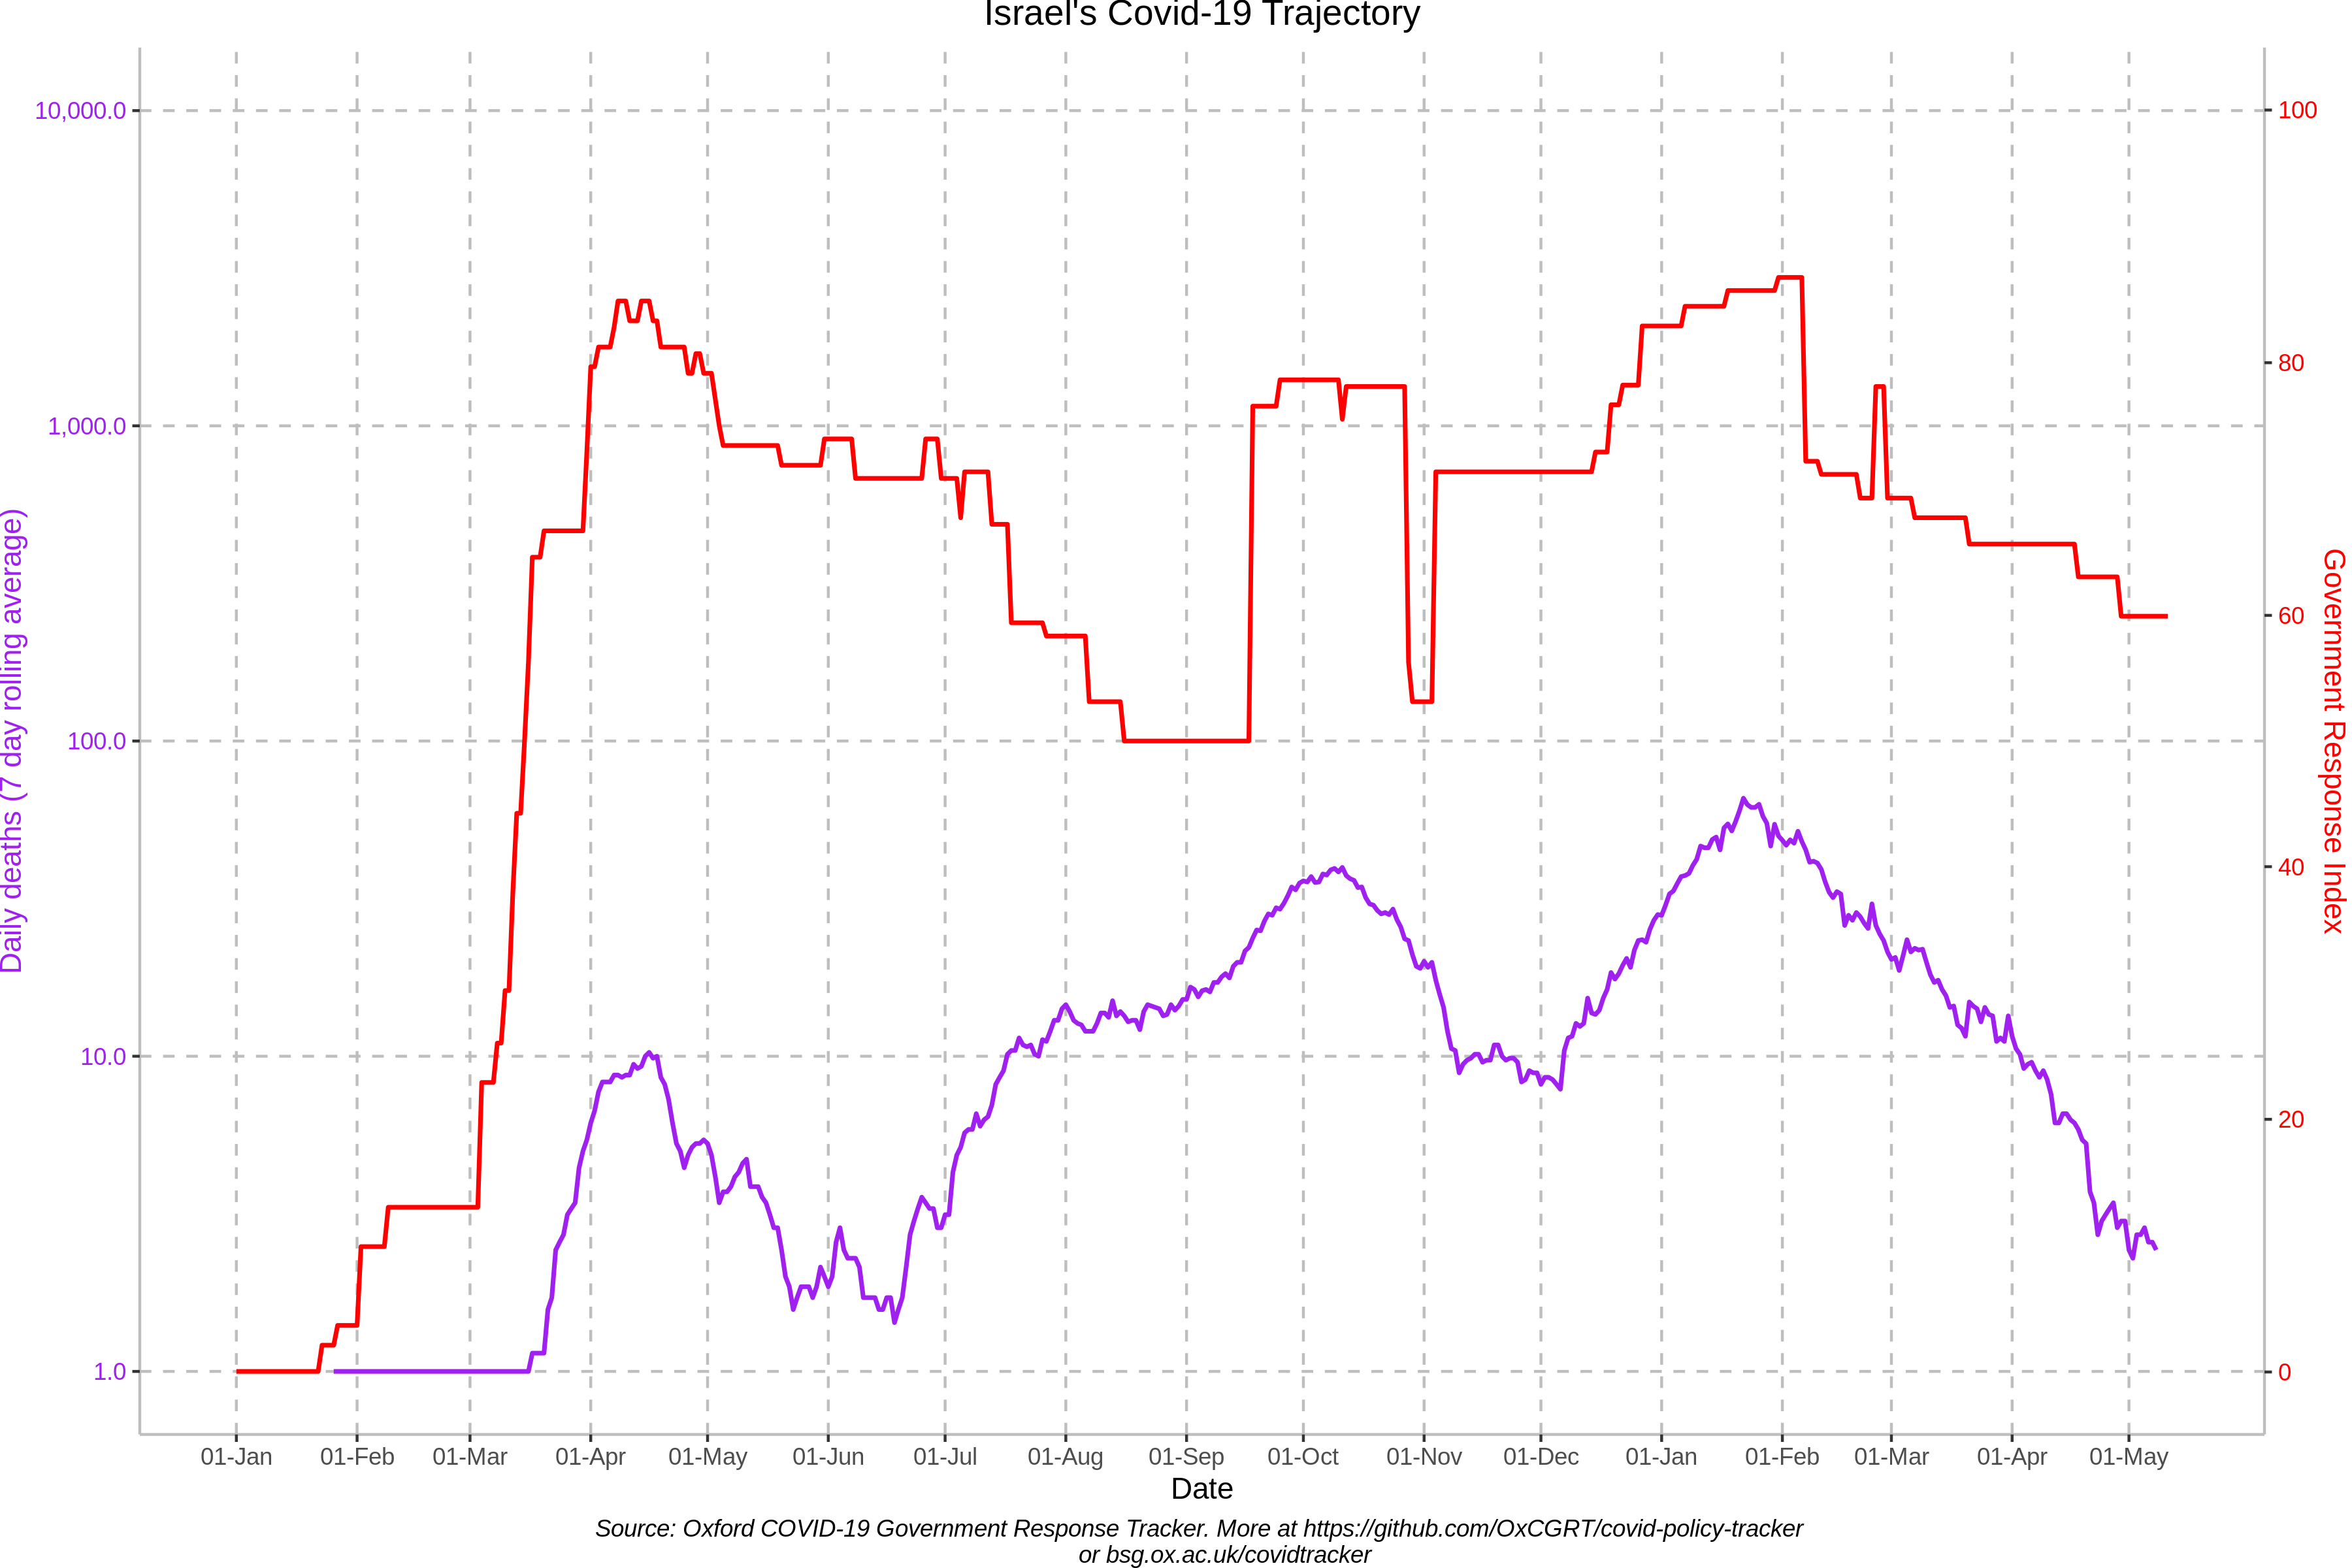 Israel's Covid-19 Trajectory
10,000.0
1,000.0
100.0
10.0
1.0
Daily deaths (7 day rolling average)
100
80
60
40
20
0
Government Response Index
01-Jan 01-Feb 01-Mar 01-Apr 01-May 01-Jun 01-Jul 01-Aug 01-Sep 01-Oct 01-Nov 01-Dec 01-Jan 01-Feb 01-Mar 01-Apr 01-May
Date
Source: Oxford COVID-19 Government Response Tracker. More at https://github.com/OxCGRT/covid-policy-tracker
or bsg.ox.ac.uk/covidtracker